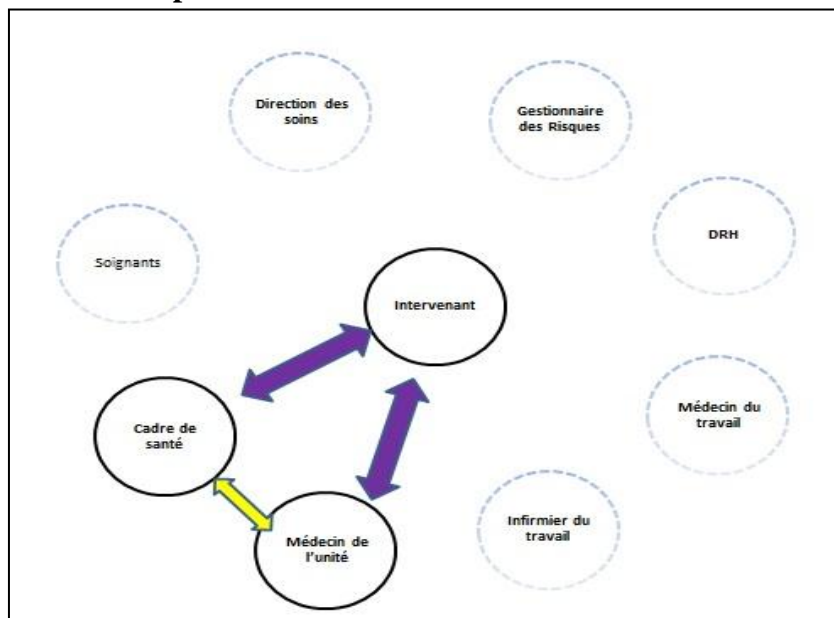 Direction des
soins
Gestionnaire
des Risques
DRH
Soignants
Intervenant
Médecin du
travail
Cadre de
santé
Infirmier du
travail
Médecin de
l'unité